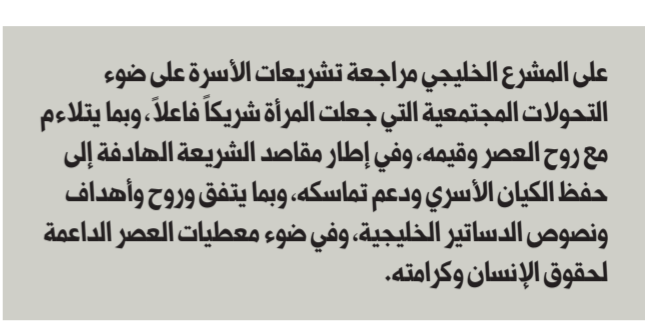 على المشرع الخليجي مراجعة تشريعات الأسرة على ضوء
التحولات المجتمعية التي جعلت المرأة شريكاً فاعلاً، وبما يتلاءم
مع روح العصر وقيمه، وفي إطار مقاصد الشريعة الهادفة إلى
حفظ الكيان الأسري ودعم تماسكه، وبما يتفق وروح وأهداف
ونصوص الدساتير الخليجية، وفي ضوء معطيات العصر الداعمة
لحقوق الإنسان وكرامته.